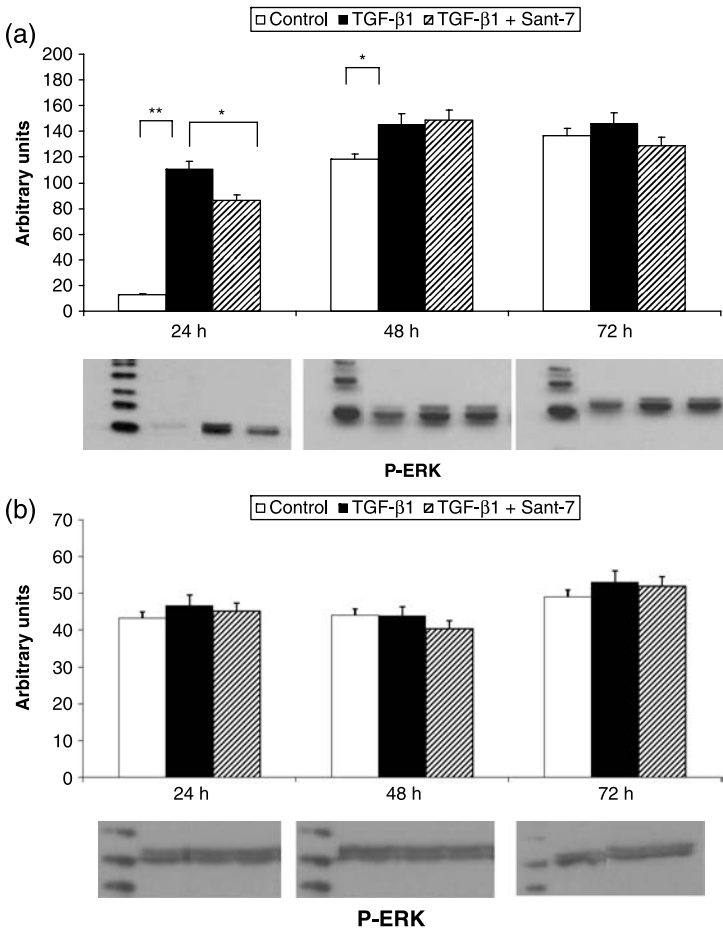 (a)
Control TGF-β1 TGF-β1 + Sant-7
Arbitrary units
200
180
160
140
120
100
80
60
40
20
0
**
*
*
24 h 48 h 72 h
P-ERK
(b)
Control TGF-β1 TGF-β1 + Sant-7
Arbitrary units
70
60
50
40
30
20
10
0
24 h 48 h 72 h
P-ERK